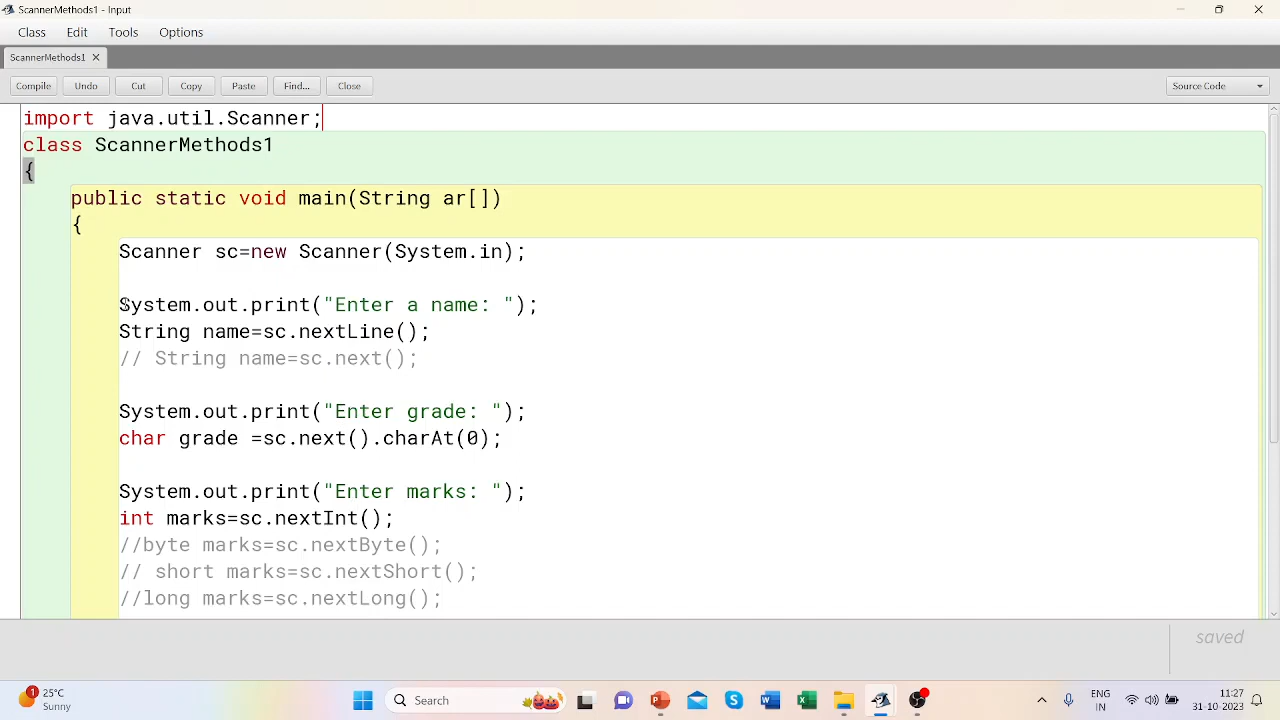 ScannerMethods1 - Input
Class Edit Tools Options
ScannerMethods1 ×
Compile Undo Cut Copy Paste Find... Close Source Code
import java.util.Scanner;
class ScannerMethods1
{
public static void main(String ar[])
{
Scanner sc=new Scanner(System.in);
System.out.print("Enter a name: ");
String name=sc.nextLine();
// String name=sc.next();
System.out.print("Enter grade: ");
char grade =sc.next().charAt(0);
System.out.print("Enter marks: ");
int marks=sc.nextInt();
//byte marks=sc.nextByte();
// short marks=sc.nextShort();
//long marks=sc.nextLong();
saved
1 25°C Search ENG 11:27
Sunny IN 31-10-2023